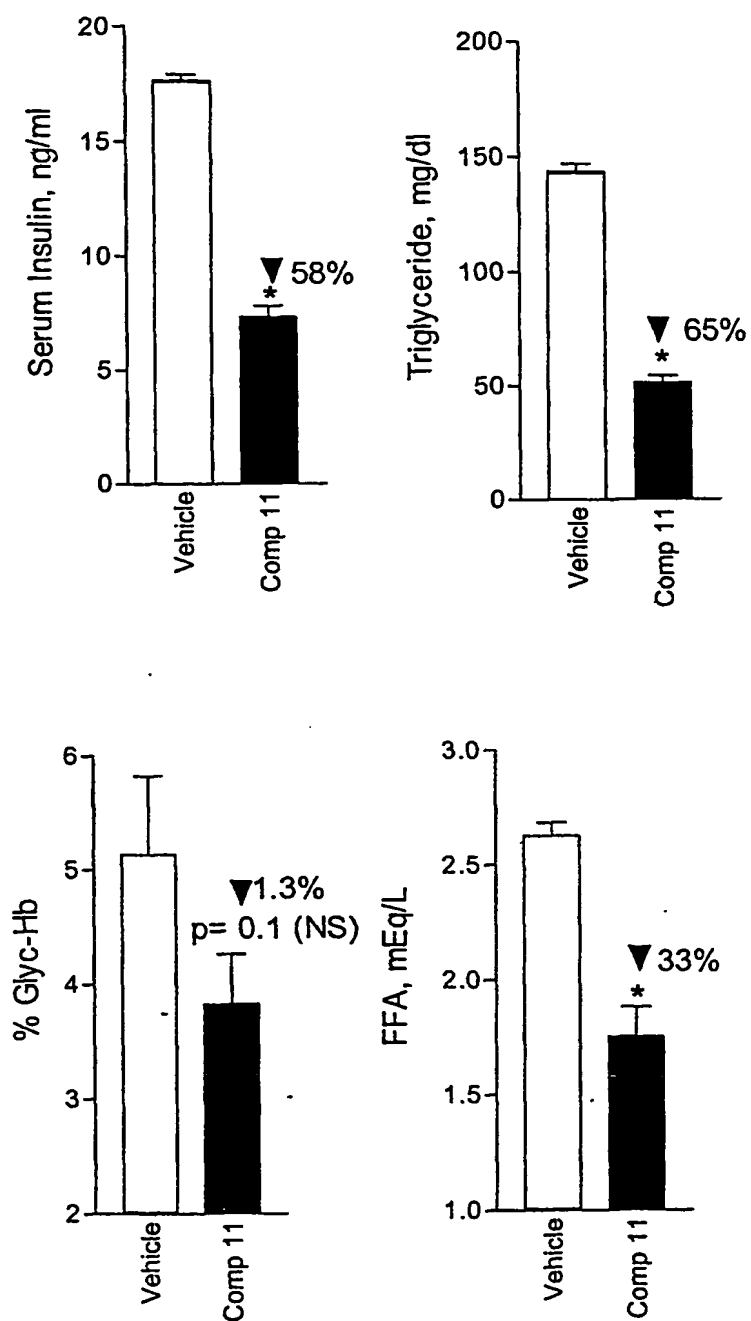 Serum Insulin, ng/ml
20
15
10
5
0
▼ 58%
*
Vehicle
Comp 11
Triglyceride, mg/dl
200
150
100
50
0
▼ 65%
*
Vehicle
Comp 11
% Glyc-Hb
6
5
4
3
2
▼1.3%
p= 0.1 (NS)
Vehicle
Comp 11
FFA, mEq/L
3.0
2.5
2.0
1.5
1.0
▼ 33%
*
Vehicle
Comp 11